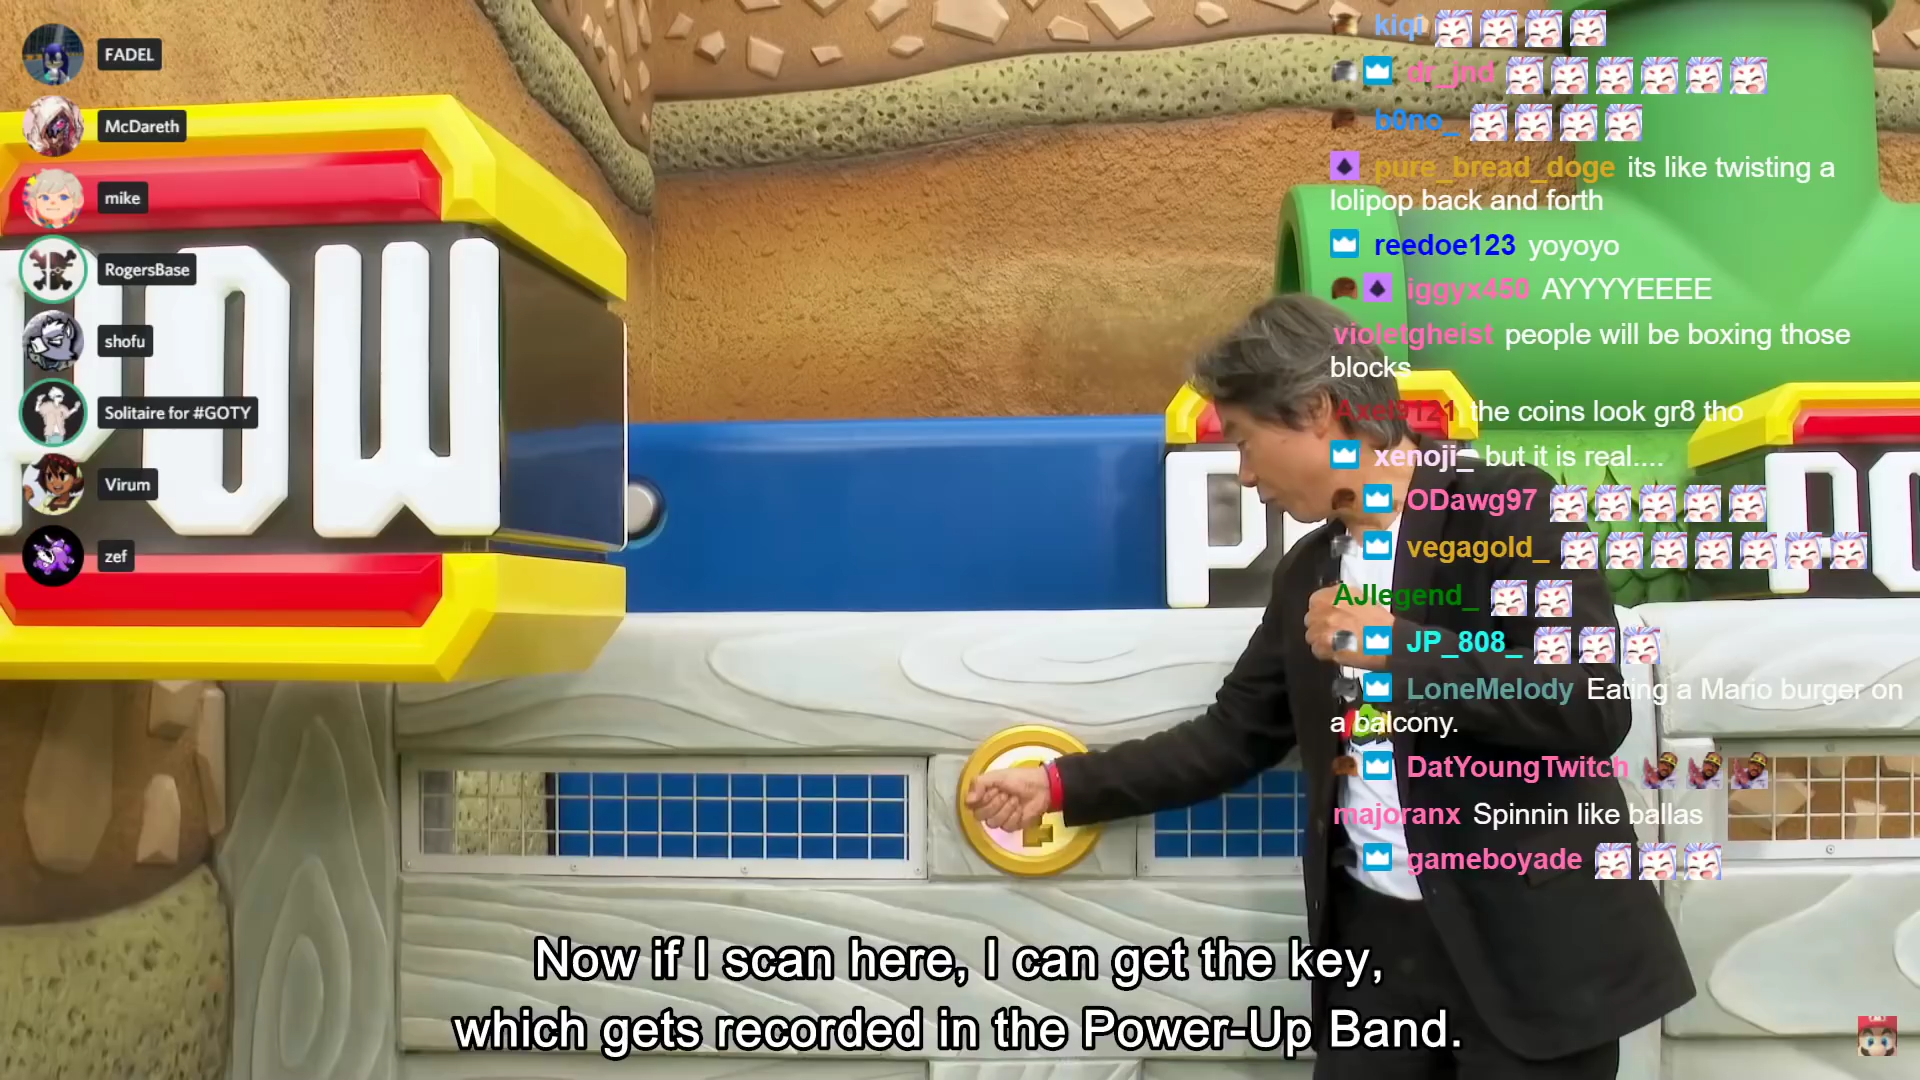 FADEL
McDareth
mike
RogersBase
shofu
Solitaire for #GOTY
Virum
zef
POW
POW
kiqi
dr_jnd
b0no_
pure_bread_doge its like twisting a
lolipop back and forth
reedoe123 yoyoyo
iggyx450 AYYYYEEEE
violetgheist people will be boxing those
blocks
Axel9121 the coins look gr8 tho
xenoji_ but it is real....
ODawg97
vegagold_
AJlegend_
JP_808_
LoneMelody Eating a Mario burger on
a balcony.
DatYoungTwitch
majoranx Spinnin like ballas
gameboyade
Now if I scan here, I can get the key,
which gets recorded in the Power-Up Band.